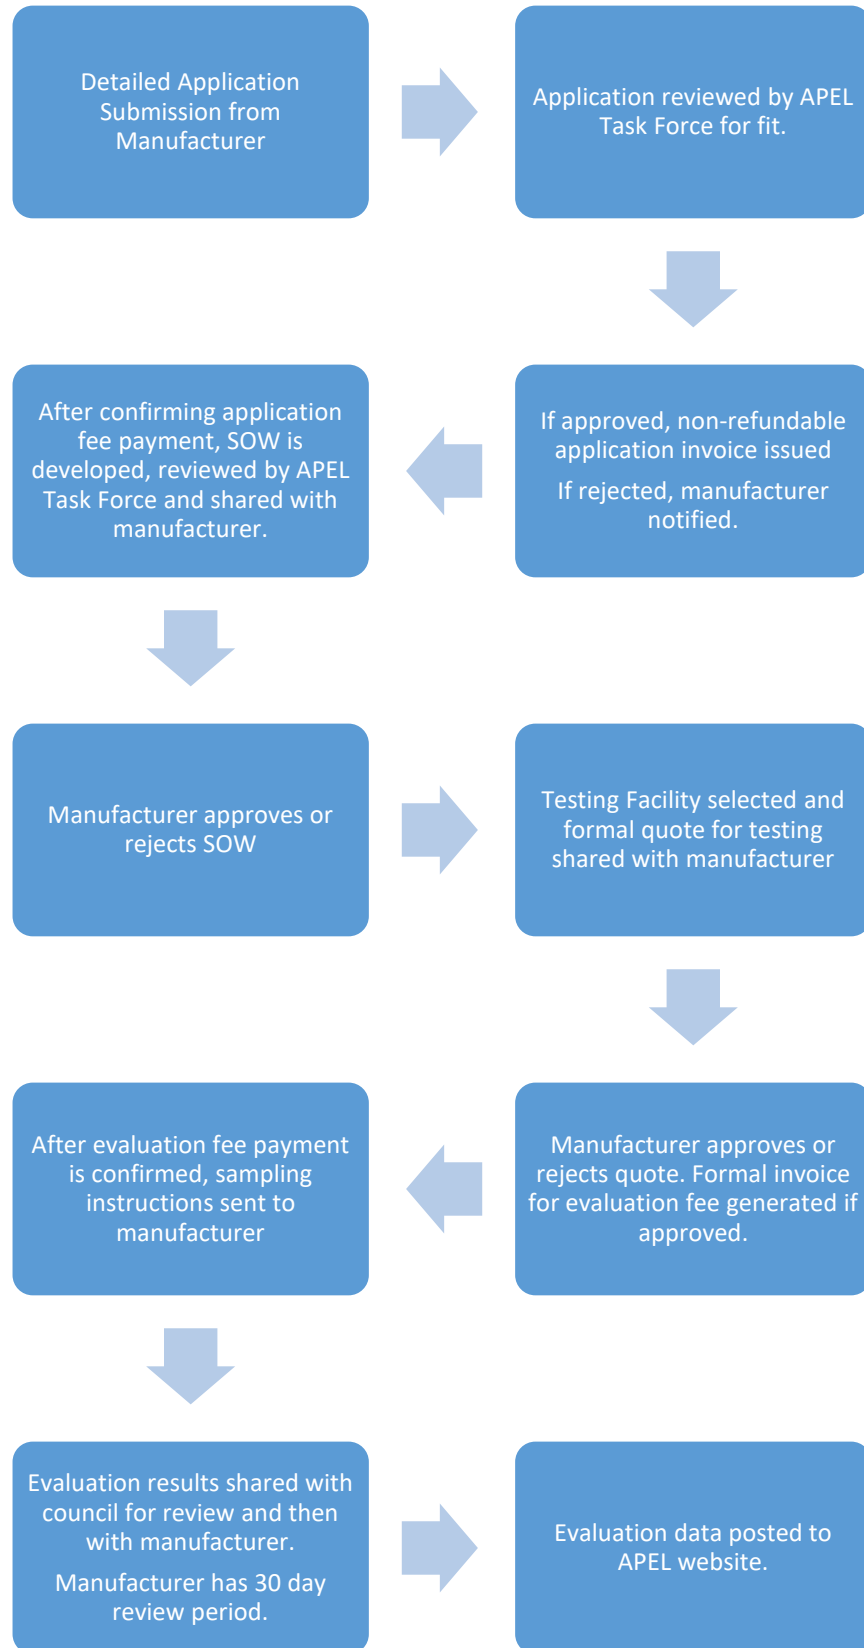 Detailed Application
Submission from
Manufacturer
Application reviewed by APEL
Task Force for fit.
If approved, non-refundable
application invoice issued
If rejected, manufacturer
notified.
After confirming application
fee payment, SOW is
developed, reviewed by APEL
Task Force and shared with
manufacturer.
Manufacturer approves or
rejects SOW
Testing Facility selected and
formal quote for testing
shared with manufacturer
Manufacturer approves or
rejects quote. Formal invoice
for evaluation fee generated if
approved.
After evaluation fee payment
is confirmed, sampling
instructions sent to
manufacturer
Evaluation results shared with
council for review and then
with manufacturer.
Manufacturer has 30 day
review period.
Evaluation data posted to
APEL website.